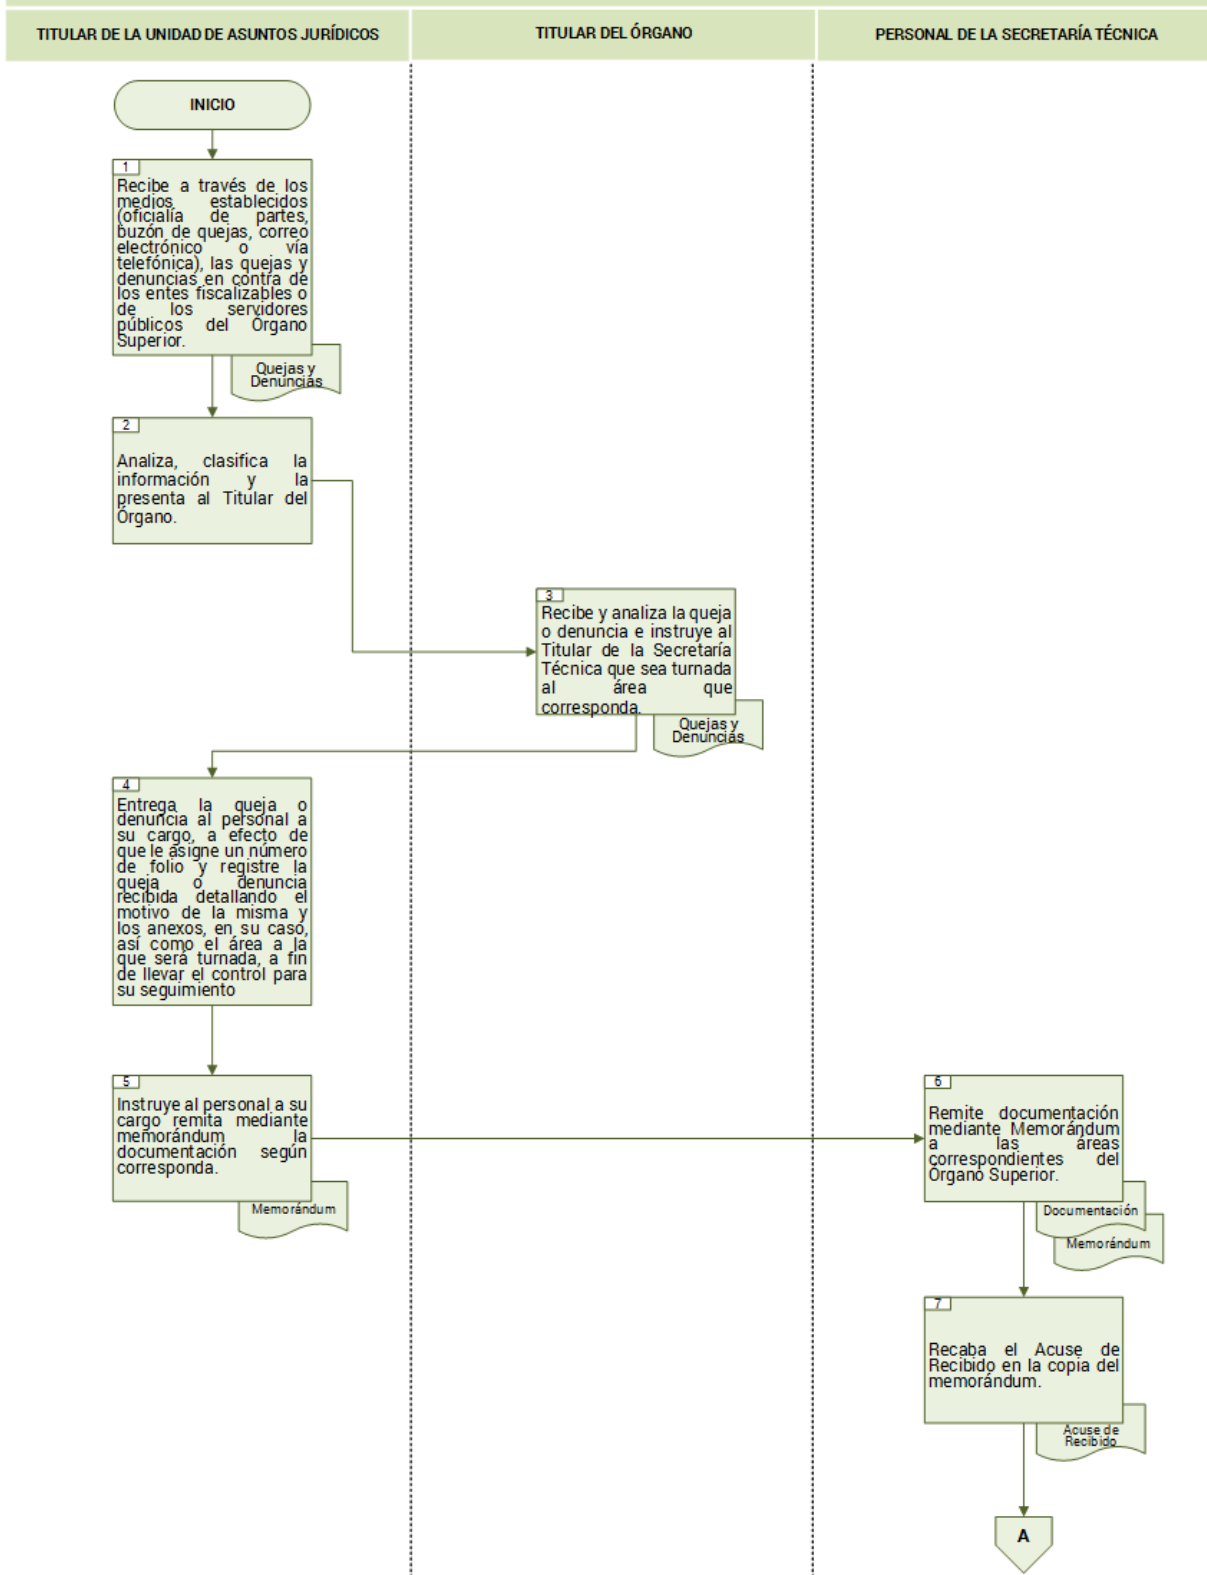 TITULAR DE LA UNIDAD DE ASUNTOS JURÍDICOS
TITULAR DEL ÓRGANO
PERSONAL DE LA SECRETARÍA TÉCNICA
INICIO
1
Recibe a través de los
medios establecidos
(oficialía de partes,
buzón de quejas, correo
electrónico o vía
telefónica), las quejas y
denuncias en contra de
los entes fiscalizables o
de los servidores
públicos del Órgano
Superior.
Quejas y
Denuncias
2
Analiza, clasifica la
información y la
presenta al Titular del
Órgano.
3
Recibe y analiza la queja
o denuncia e instruye al
Titular de la Secretaría
Técnica que sea turnada
al área que
corresponda.
Quejas y
Denuncias
4
Entrega la queja o
denuncia al personal a
su cargo, a efecto de
que le asigne un número
de folio y registre la
queja o denuncia
recibida detallando el
motivo de la misma y
los anexos, en su caso,
así como el área a la
que será turnada, a fin
de llevar el control para
su seguimiento
5
Instruye al personal a su
cargo remita mediante
memorándum la
documentación según
corresponda.
Memorándum
6
Remite documentación
mediante Memorándum
a las áreas
correspondientes del
Órgano Superior.
Documentación
Memorándum
7
Recaba el Acuse de
Recibido en la copia del
memorándum.
Acuse de
Recibido
A